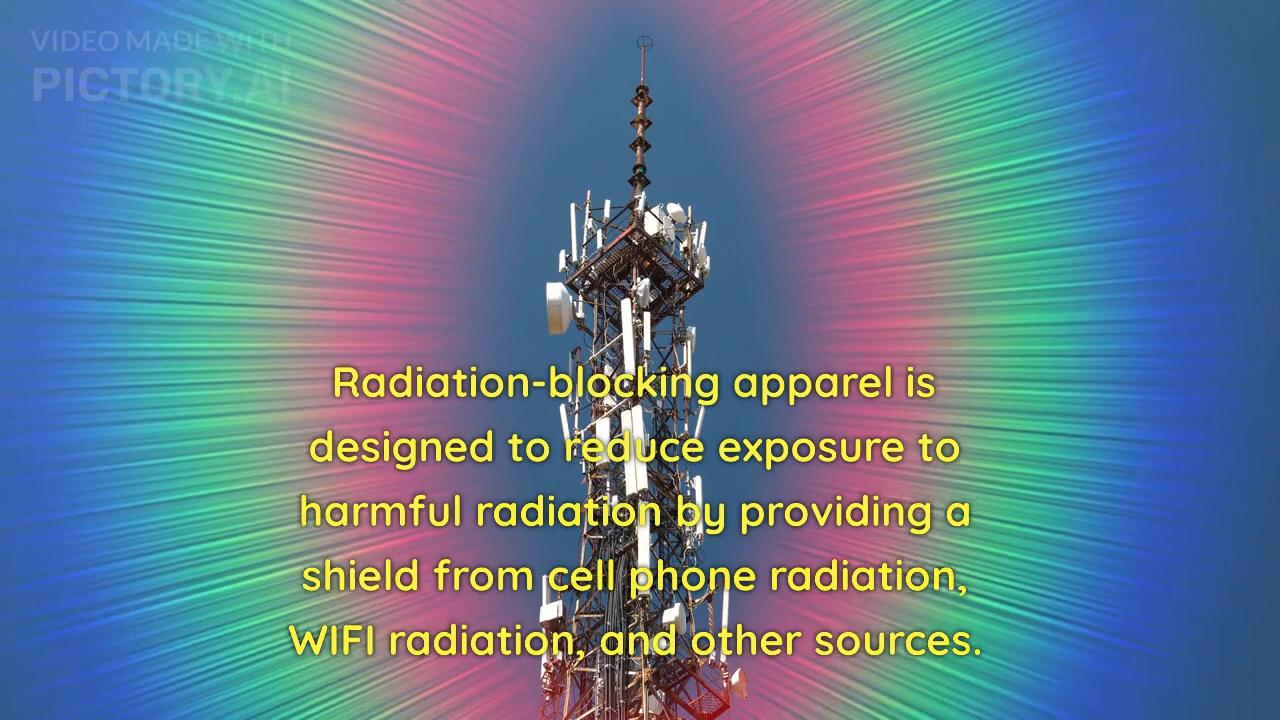 VIDEO MADE WITH
PICTORY.AI
Radiation-blocking apparel is
designed to reduce exposure to
harmful radiation by providing a
shield from cell phone radiation,
WIFI radiation, and other sources.